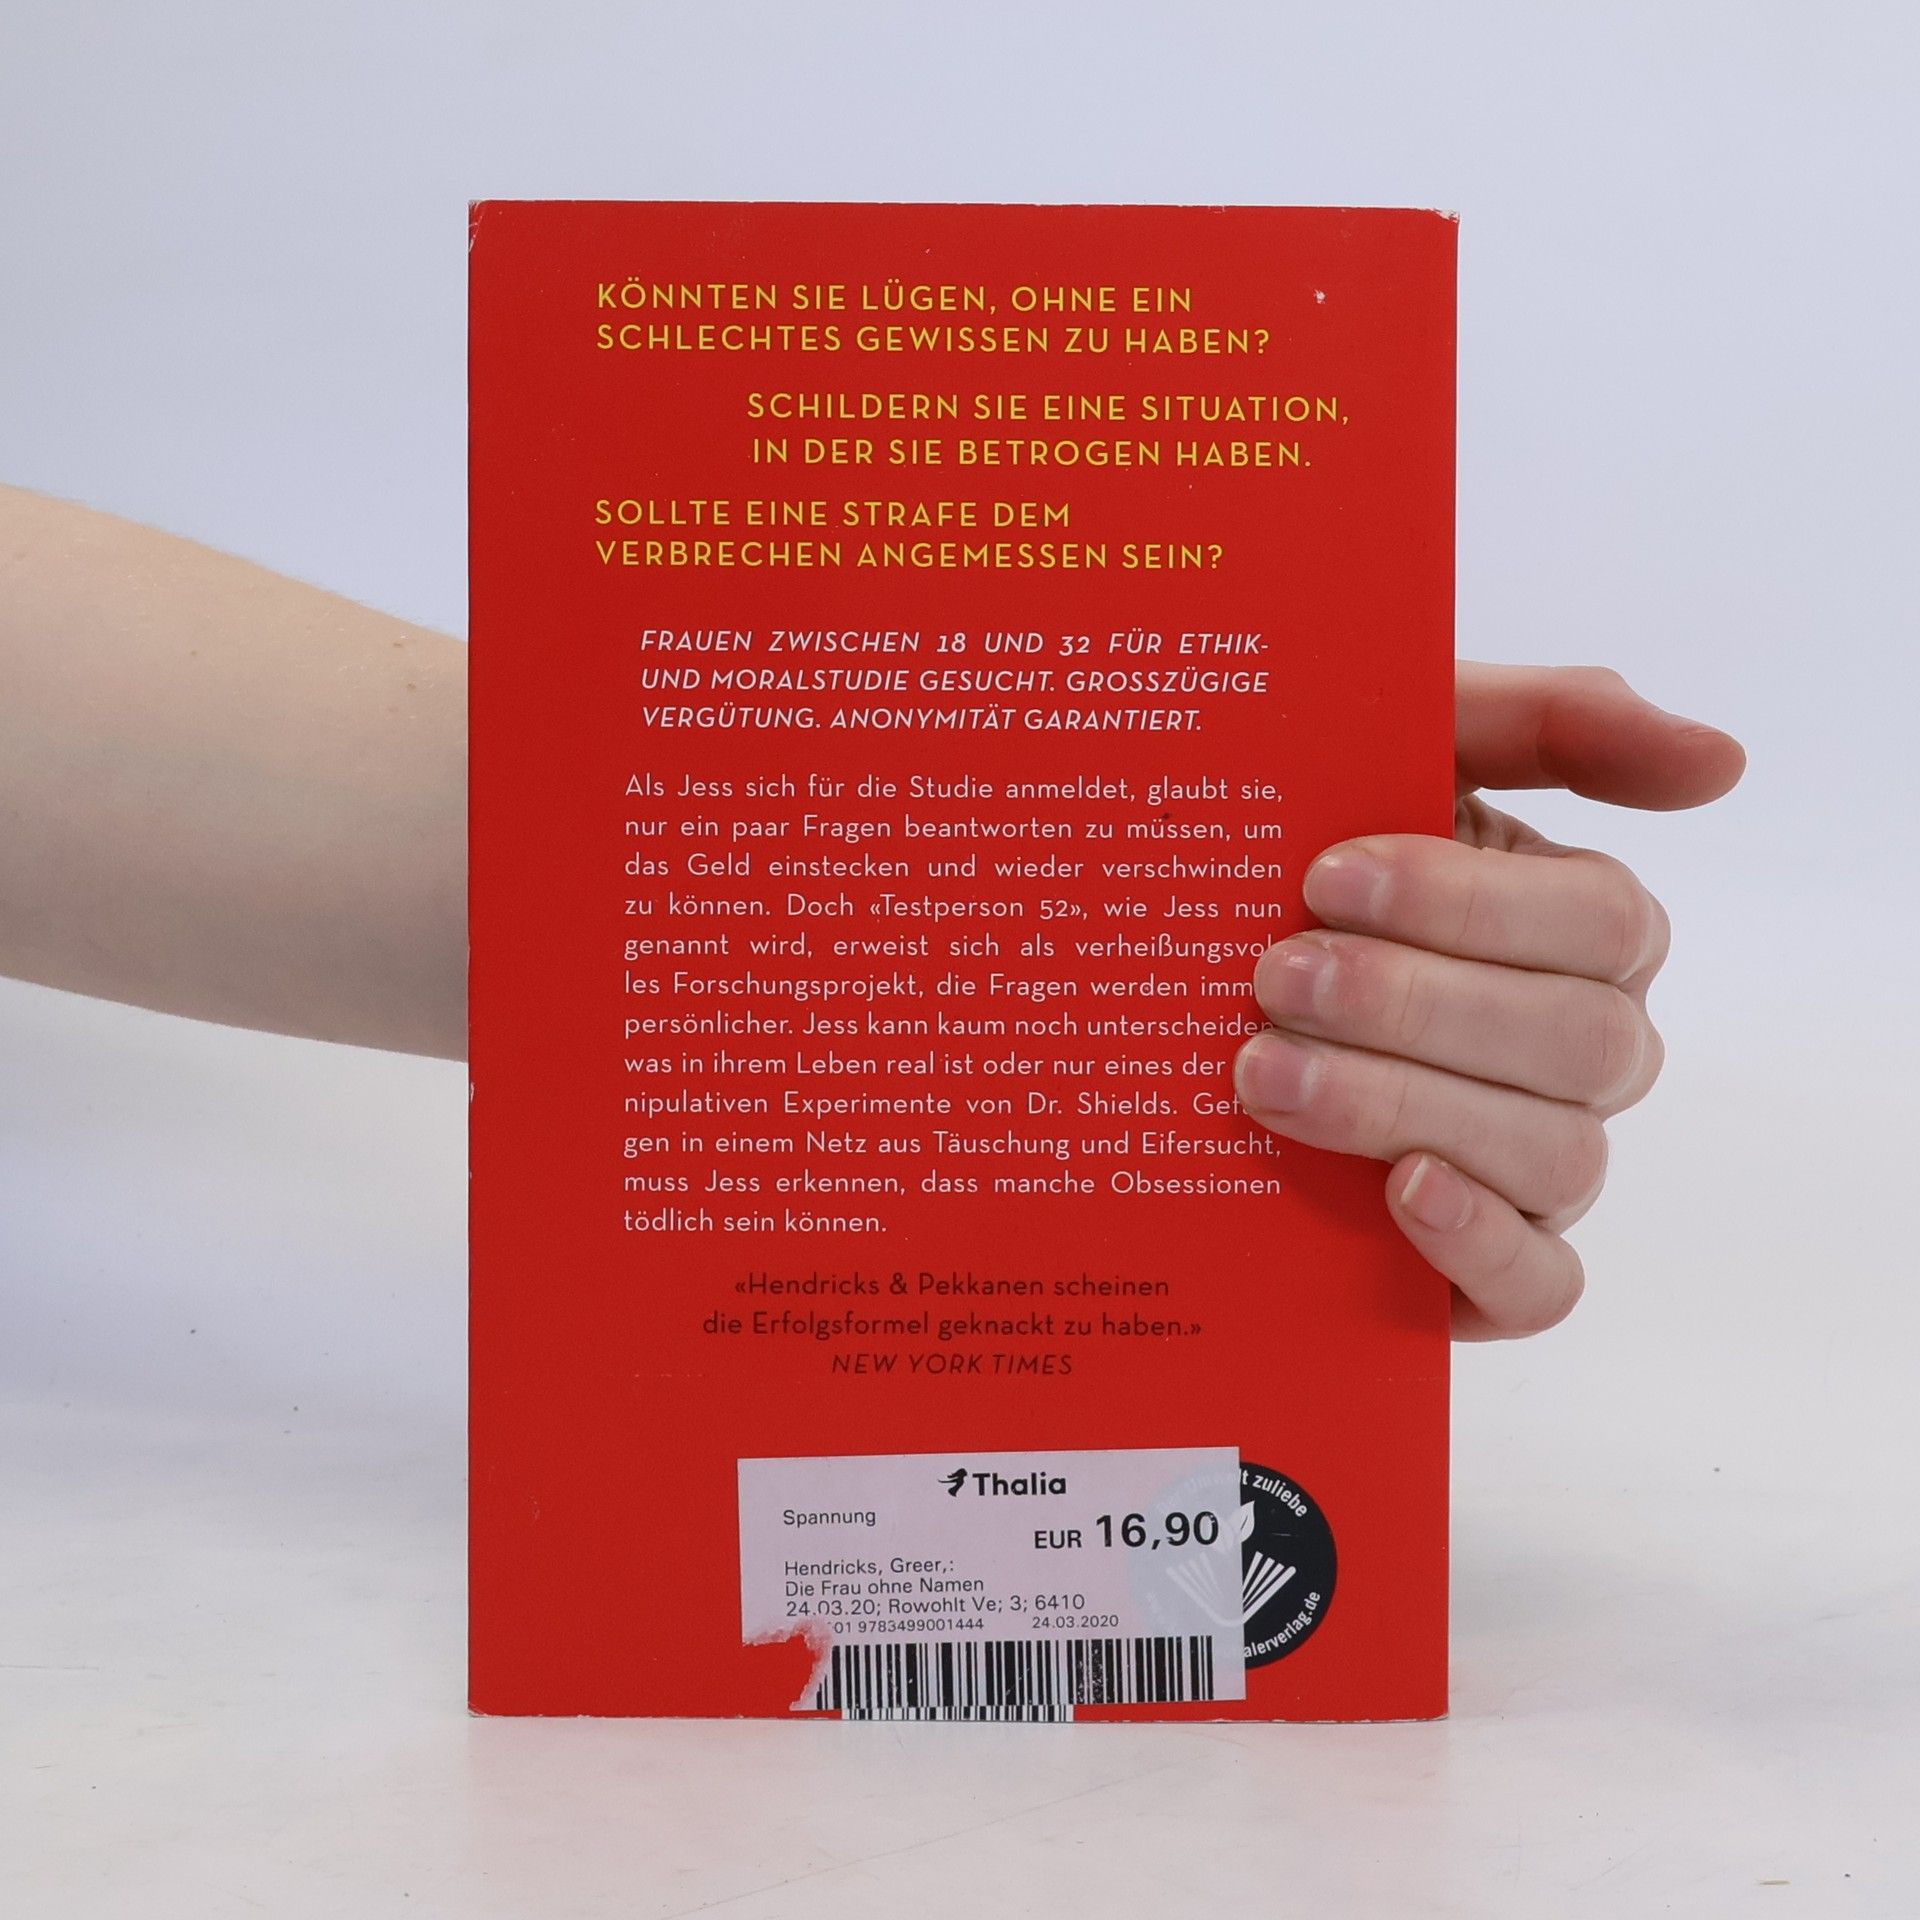 KÖNNTEN SIE LÜGEN, OHNE EIN
SCHLECHTES GEWISSEN ZU HABEN?
SCHILDERN SIE EINE SITUATION,
IN DER SIE BETROGEN HABEN.
SOLLTE EINE STRAFE DEM
VERBRECHEN ANGEMESSEN SEIN?
FRAUEN ZWISCHEN 18 UND 32 FÜR ETHIK-
UND MORALSTUDIE GESUCHT. GROSSZÜGIGE
VERGÜTUNG. ANONYMITÄT GARANTIERT.
Als Jess sich für die Studie anmeldet, glaubt sie,
nur ein paar Fragen beantworten zu müssen, um
das Geld einstecken und wieder verschwinden
zu können. Doch «Testperson 52», wie Jess nun
genannt wird, erweist sich als verheißungsvol
les Forschungsprojekt, die Fragen werden imm
persönlicher. Jess kann kaum noch unterscheiden
was in ihrem Leben real ist oder nur eines der
nipulativen Experimente von Dr. Shields. Gef
gen in einem Netz aus Täuschung und Eifersucht,
muss Jess erkennen, dass manche Obsessionen
tödlich sein können.
«Hendricks & Pekkanen scheinen
die Erfolgsformel geknackt zu haben.»
NEW YORK TIMES
Thalia
Spannung
EUR 16,90
Hendricks, Greer,:
Die Frau ohne Namen
24.03.20; Rowohlt Ve; 3; 6410
01 9783499001444 24.03.2020
t zuliebe
alerverlag.de